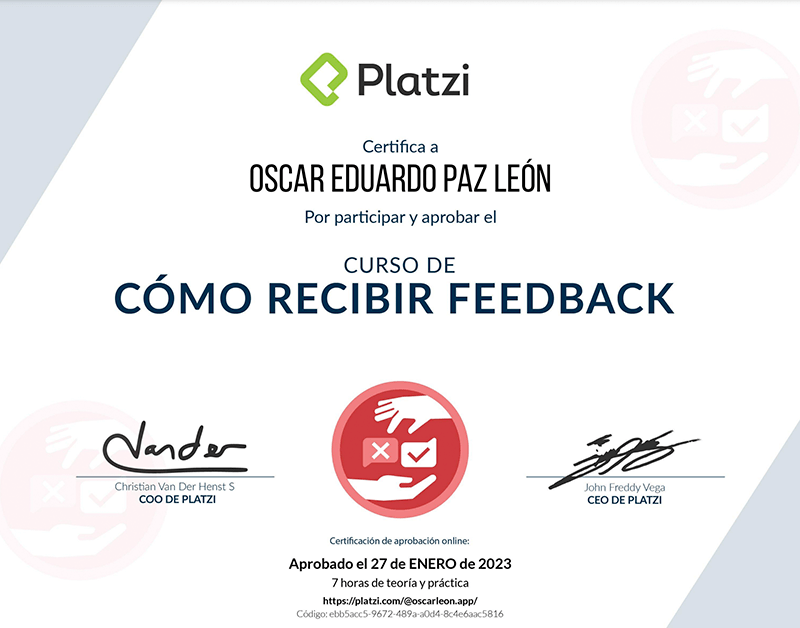 Platzi
Certifica a
OSCAR EDUARDO PAZ LEÓN
Por participar y aprobar el
CURSO DE
CÓMO RECIBIR FEEDBACK
Vander
Christian Van Der Henst S
COO DE PLATZI
John Freddy Vega
CEO DE PLATZI
Certificación de aprobación online:
Aprobado el 27 de ENERO de 2023
7 horas de teoría y práctica
https://platzi.com/@oscarleon.app/
Código: ebb5acc5-9672-489a-a0d4-8c4e6aac5816